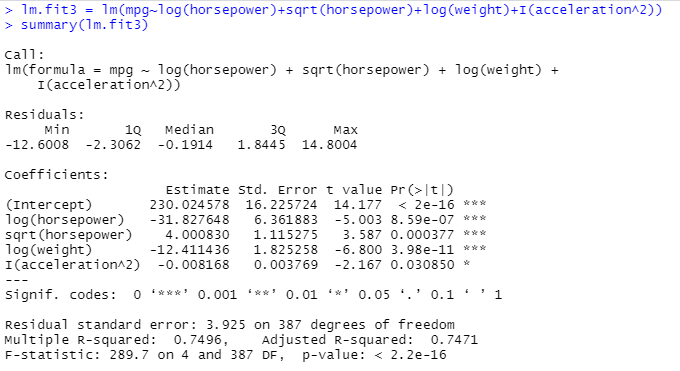 > lm.fit3 = lm(mpg~log(horsepower)+sqrt(horsepower)+log(weight)+I(acceleration^2))
> summary(lm.fit3)
Call:
lm(formula = mpg ~ log(horsepower) + sqrt(horsepower) + log(weight) +
I(acceleration^2))
Residuals:
Min 1Q Median 3Q Max
-12.6008 -2.3062 -0.1914 1.8445 14.8004
Coefficients:
Estimate Std. Error t value Pr(>|t|)
(Intercept) 230.024578 16.225724 14.177 < 2e-16 ***
log(horsepower) -31.827648 6.361883 -5.003 8.59e-07 ***
sqrt(horsepower) 4.000830 1.115275 3.587 0.000377 ***
log(weight) -12.411436 1.825258 -6.800 3.98e-11 ***
I(acceleration^2) -0.008168 0.003769 -2.167 0.030850 *
---
Signif. codes: 0 ‘***’ 0.001 ‘**’ 0.01 ‘*’ 0.05 ‘.’ 0.1 ‘ ’ 1
Residual standard error: 3.925 on 387 degrees of freedom
Multiple R-squared: 0.7496, Adjusted R-squared: 0.7471
F-statistic: 289.7 on 4 and 387 DF, p-value: < 2.2e-16